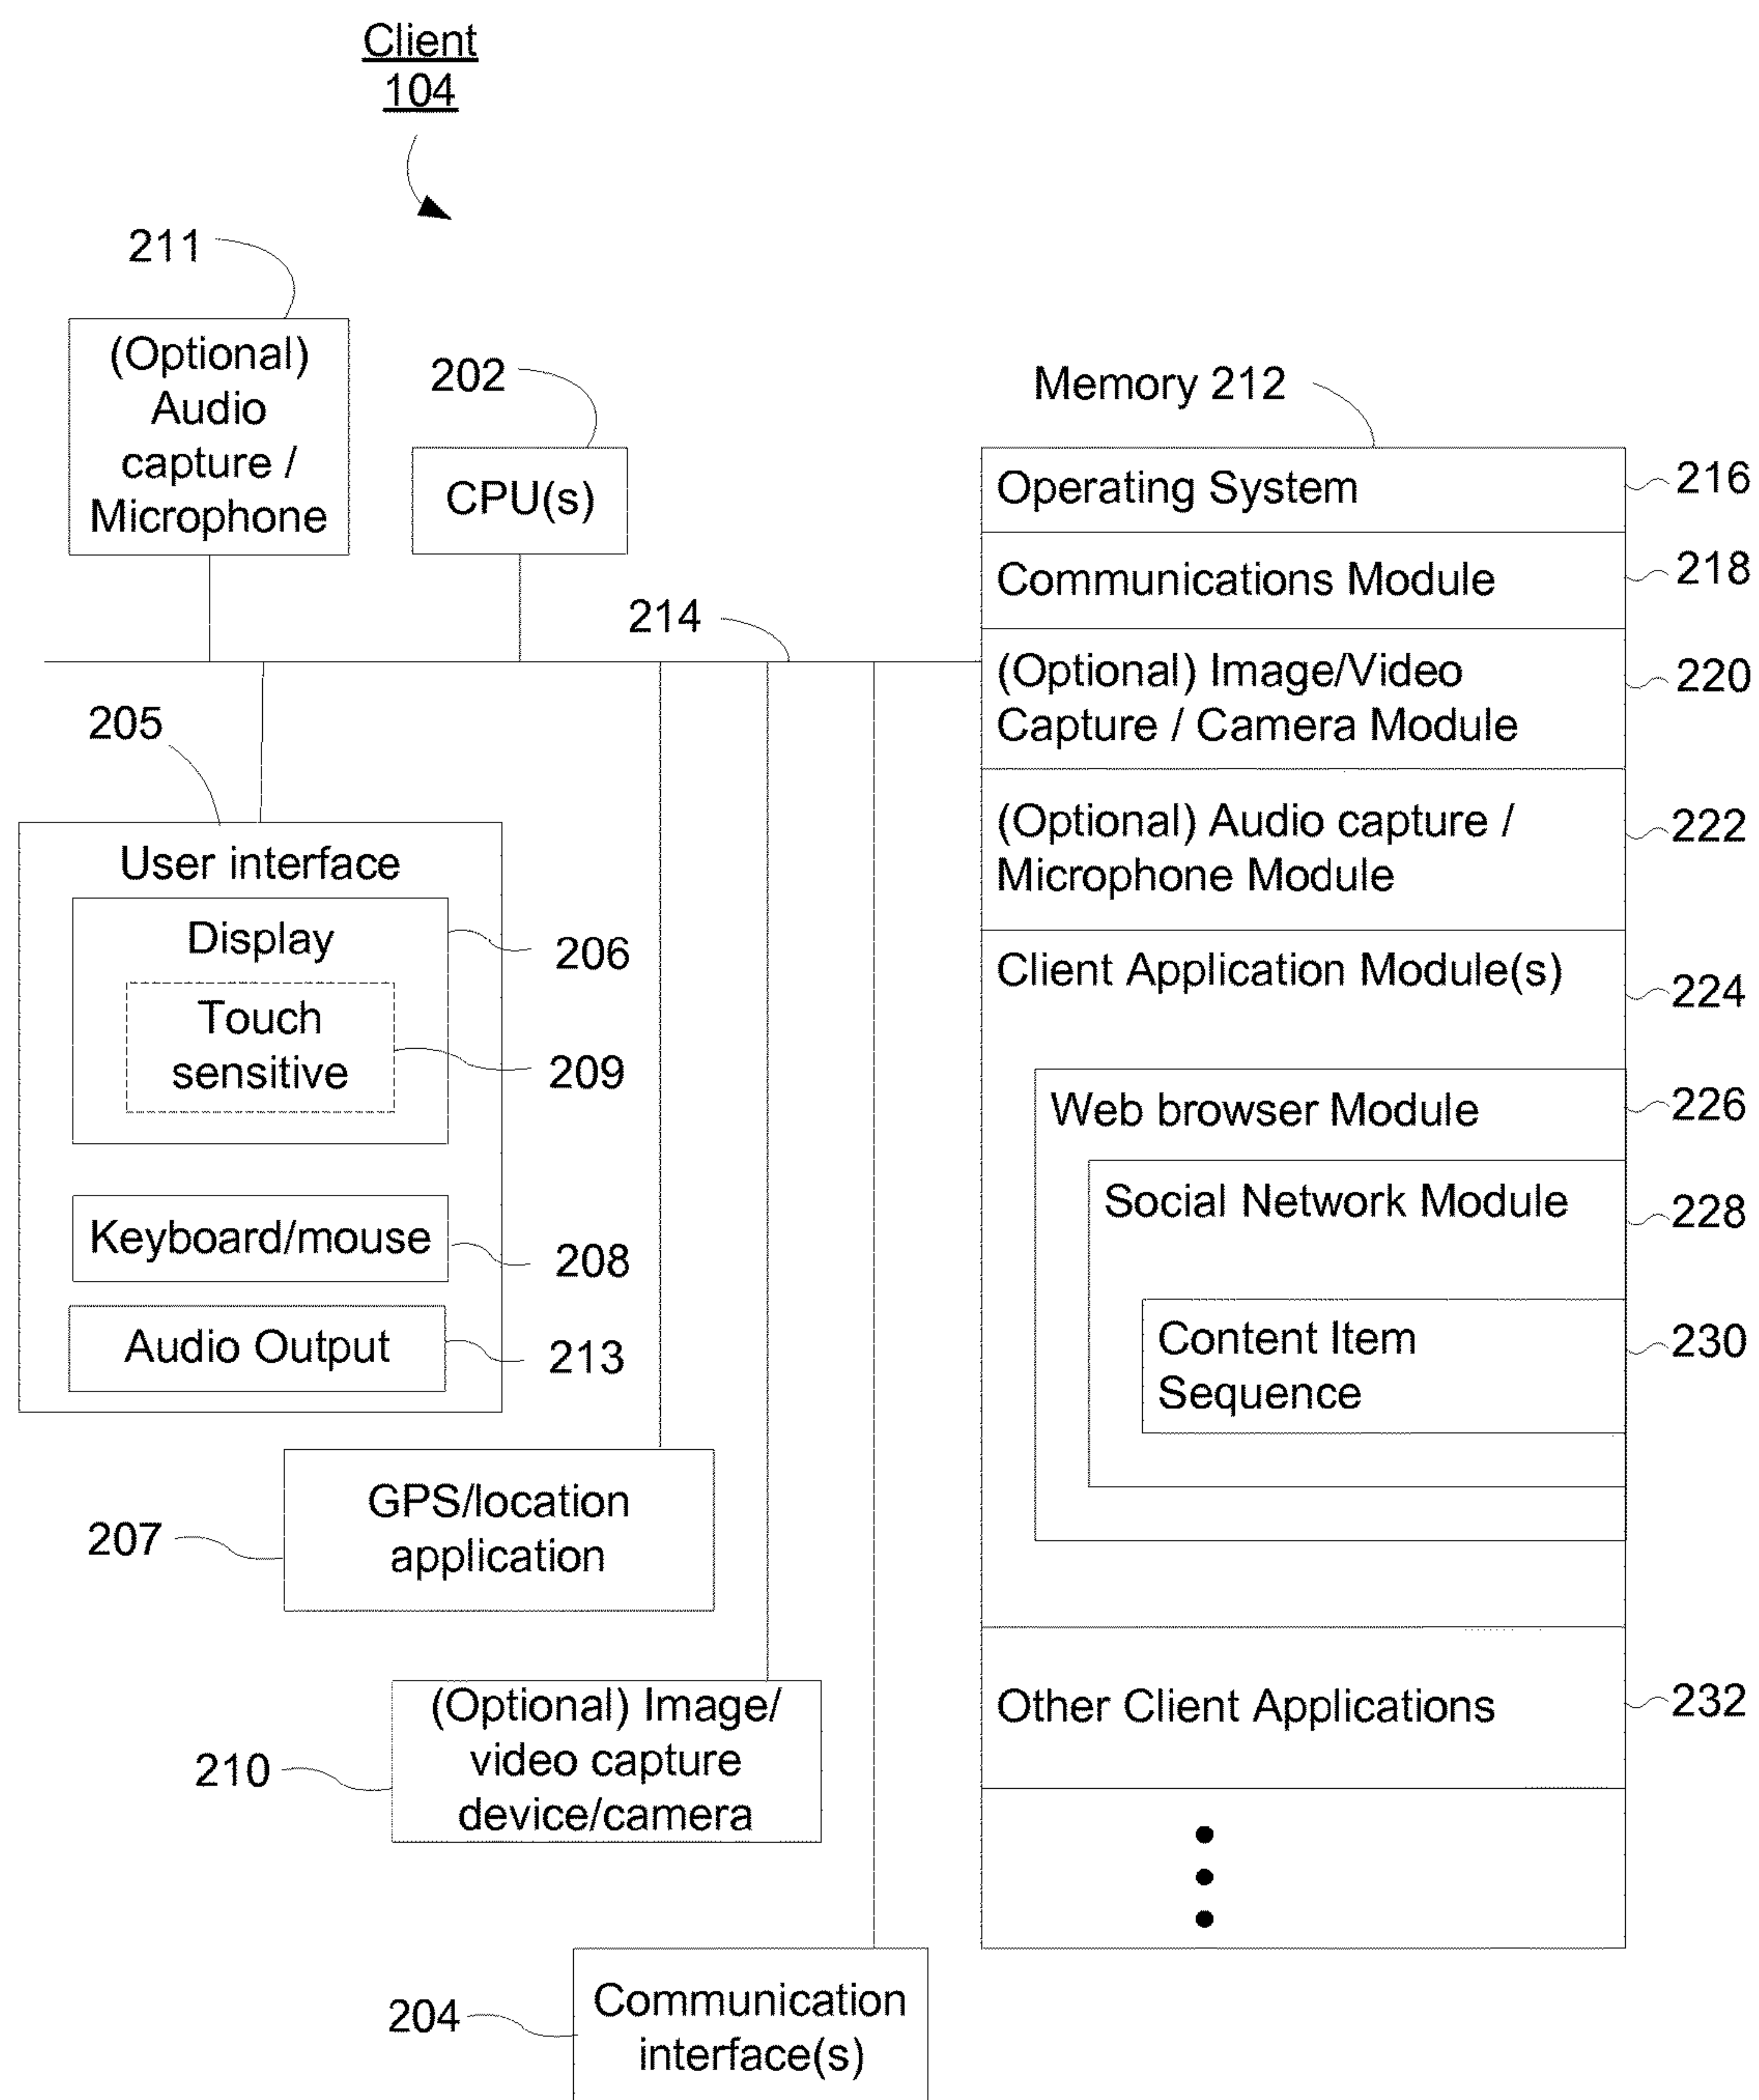 Client
104
211
(Optional)
Audio
capture /
Microphone
202
CPU(s)
214
205
User interface
Display
206
Touch
sensitive
209
Keyboard/mouse
208
Audio Output
213
GPS/location
application
207
(Optional) Image/
video capture
device/camera
210
Communication
interface(s)
204
Memory 212
Operating System
216
Communications Module
218
(Optional) Image/Video
Capture / Camera Module
220
(Optional) Audio capture /
Microphone Module
222
Client Application Module(s)
224
Web browser Module
226
Social Network Module
228
Content Item
Sequence
230
Other Client Applications
232